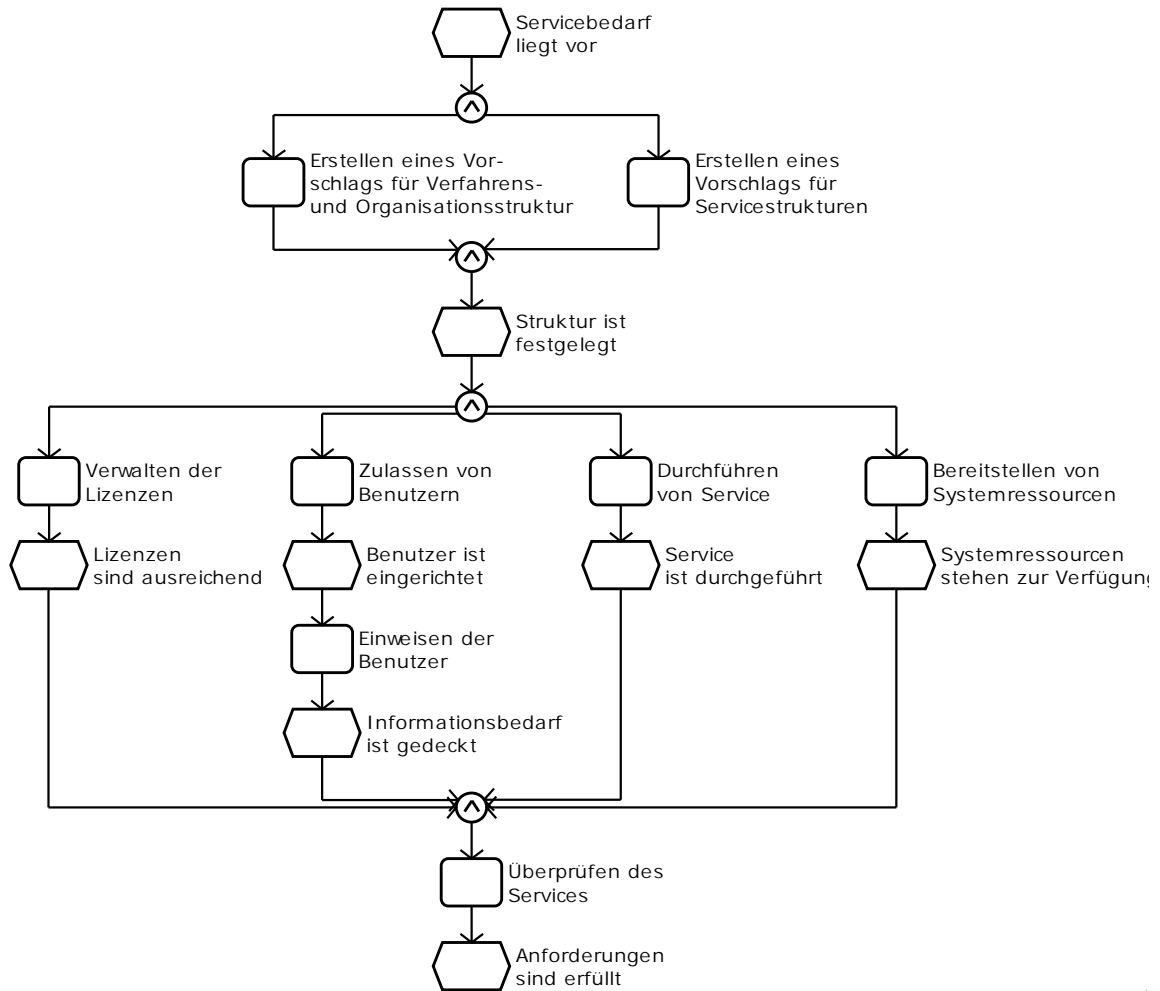 Servicebedarf
liegt vor
Erstellen eines Vor-
schlags für Verfahrens-
und Organisationsstruktur
Erstellen eines
Vorschlags für
Servicestrukturen
Struktur ist
festgelegt
Verwalten der
Lizenzen
Zulassen von
Benutzern
Durchführen
von Service
Bereitstellen von
Systemressourcen
Lizenzen
sind ausreichend
Benutzer ist
eingerichtet
Service
ist durchgeführt
Systemressourcen
stehen zur Verfügung
Einweisen der
Benutzer
Informationsbedarf
ist gedeckt
Überprüfen des
Services
Anforderungen
sind erfüllt